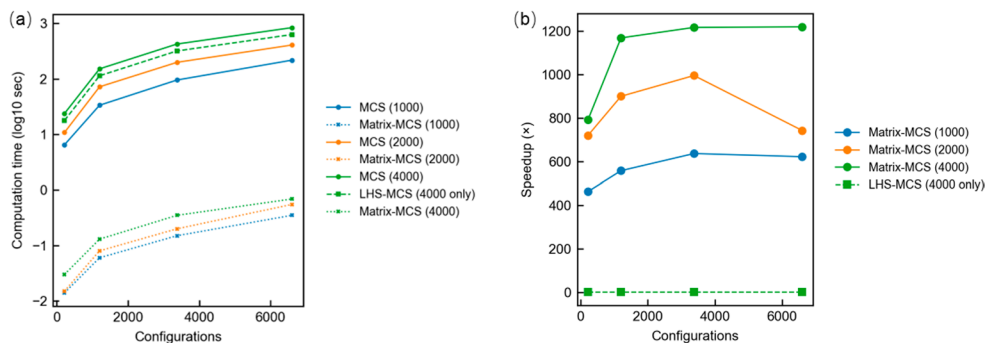 (a)
3
2
1
0
−1
−2
Computation time (log10 sec)
0 2000 4000 6000
Configurations
MCS (1000)
Matrix-MCS (1000)
MCS (2000)
Matrix-MCS (2000)
MCS (4000)
LHS-MCS (4000 only)
Matrix-MCS (4000)
(b)
1200
1000
800
600
400
200
0
Speedup (×)
0 2000 4000 6000
Configurations
Matrix-MCS (1000)
Matrix-MCS (2000)
Matrix-MCS (4000)
LHS-MCS (4000 only)